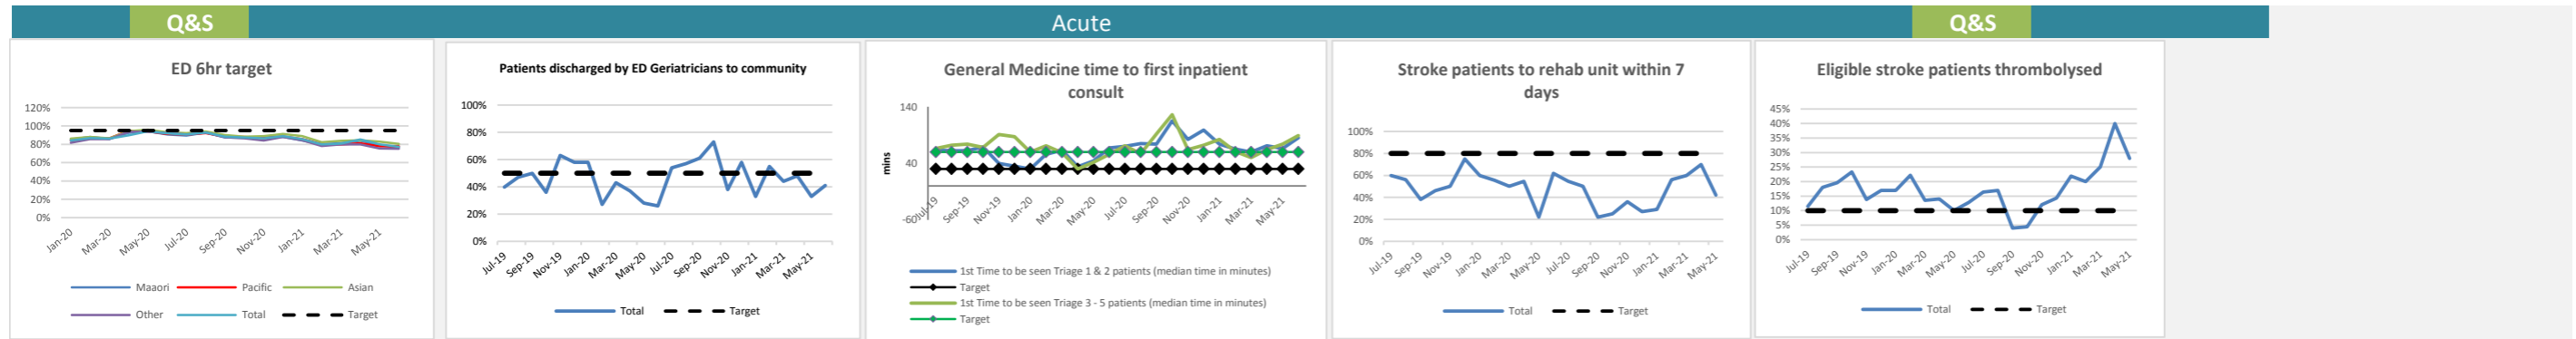 Q&S
Acute
Q&S
ED 6hr target
120%
100%
80%
60%
40%
20%
0%
Jan-20
Mar-20
May-20
Jul-20
Sep-20
Nov-20
Jan-21
Mar-21
May-21
Maaori
Pacific
Asian
Other
Total
Target
Patients discharged by ED Geriatricians to community
100%
80%
60%
40%
20%
0%
Jul-19
Sep-19
Nov-19
Jan-20
Mar-20
May-20
Jul-20
Sep-20
Nov-20
Jan-21
Mar-21
May-21
Total
Target
General Medicine time to first inpatient
consult
mins
140
40
-60
Jul-19
Sep-19
Nov-19
Jan-20
Mar-20
May-20
Jul-20
Sep-20
Nov-20
Jan-21
Mar-21
May-21
1st Time to be seen Triage 1 & 2 patients (median time in minutes)
Target
1st Time to be seen Triage 3 - 5 patients (median time in minutes)
Target
Stroke patients to rehab unit within 7
days
100%
80%
60%
40%
20%
0%
Jul-19
Sep-19
Nov-19
Jan-20
Mar-20
May-20
Jul-20
Sep-20
Nov-20
Jan-21
Mar-21
May-21
Total
Target
Eligible stroke patients thrombolysed
45%
40%
35%
30%
25%
20%
15%
10%
5%
0%
Jul-19
Sep-19
Nov-19
Jan-20
Mar-20
May-20
Jul-20
Sep-20
Nov-20
Jan-21
Mar-21
May-21
Total
Target